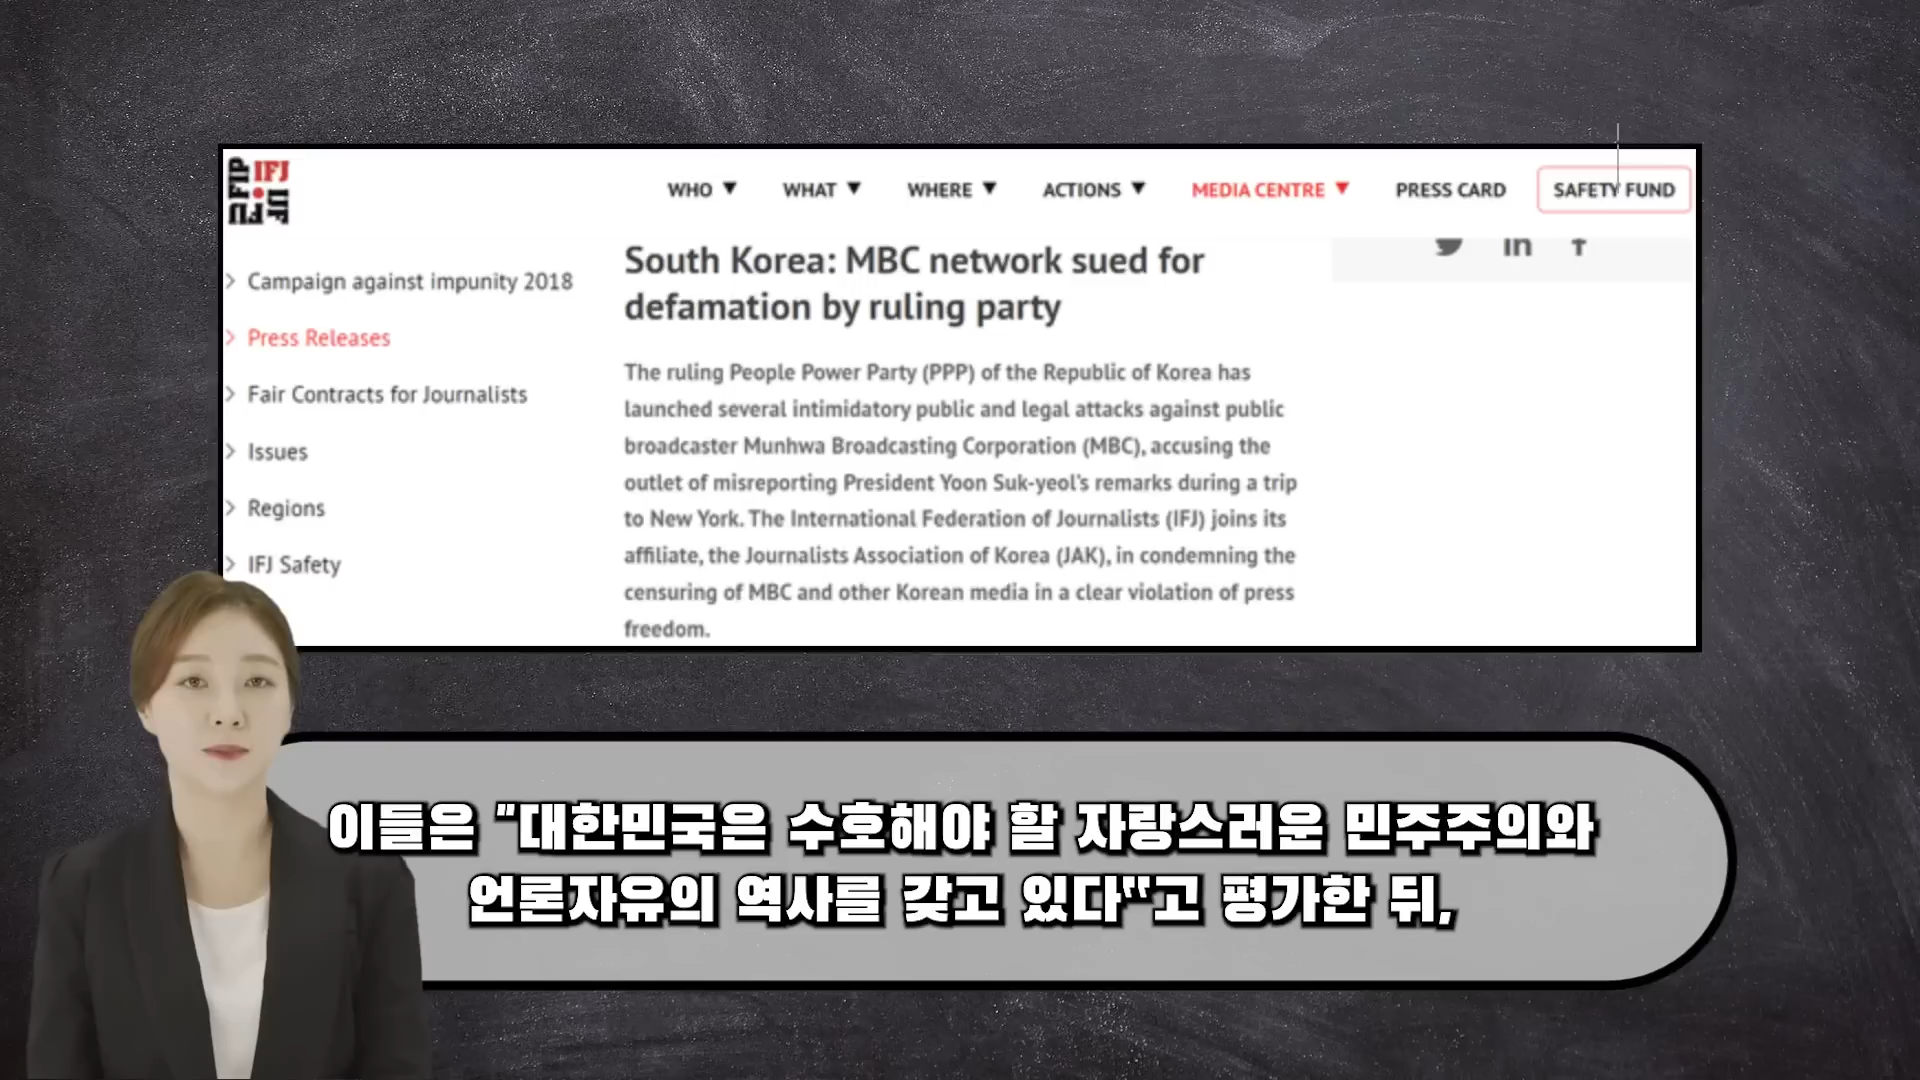 FIP IFJ
WHO ▼ WHAT ▼ WHERE ▼ ACTIONS ▼ MEDIA CENTRE ▼ PRESS CARD SAFETY FUND
> Campaign against impunity 2018
> Press Releases
> Fair Contracts for Journalists
> Issues
> Regions
> IFJ Safety
South Korea: MBC network sued for
defamation by ruling party
The ruling People Power Party (PPP) of the Republic of Korea has
launched several intimidatory public and legal attacks against public
broadcaster Munhwa Broadcasting Corporation (MBC), accusing the
outlet of misreporting President Yoon Suk-yeol's remarks during a trip
to New York. The International Federation of Journalists (IFJ) joins its
affiliate, the Journalists Association of Korea (JAK), in condemning the
censuring of MBC and other Korean media in a clear violation of press
freedom.
이들은 "대한민국은 수호해야 할 자랑스러운 민주주의와
언론자유의 역사를 갖고 있다"고 평가한 뒤,